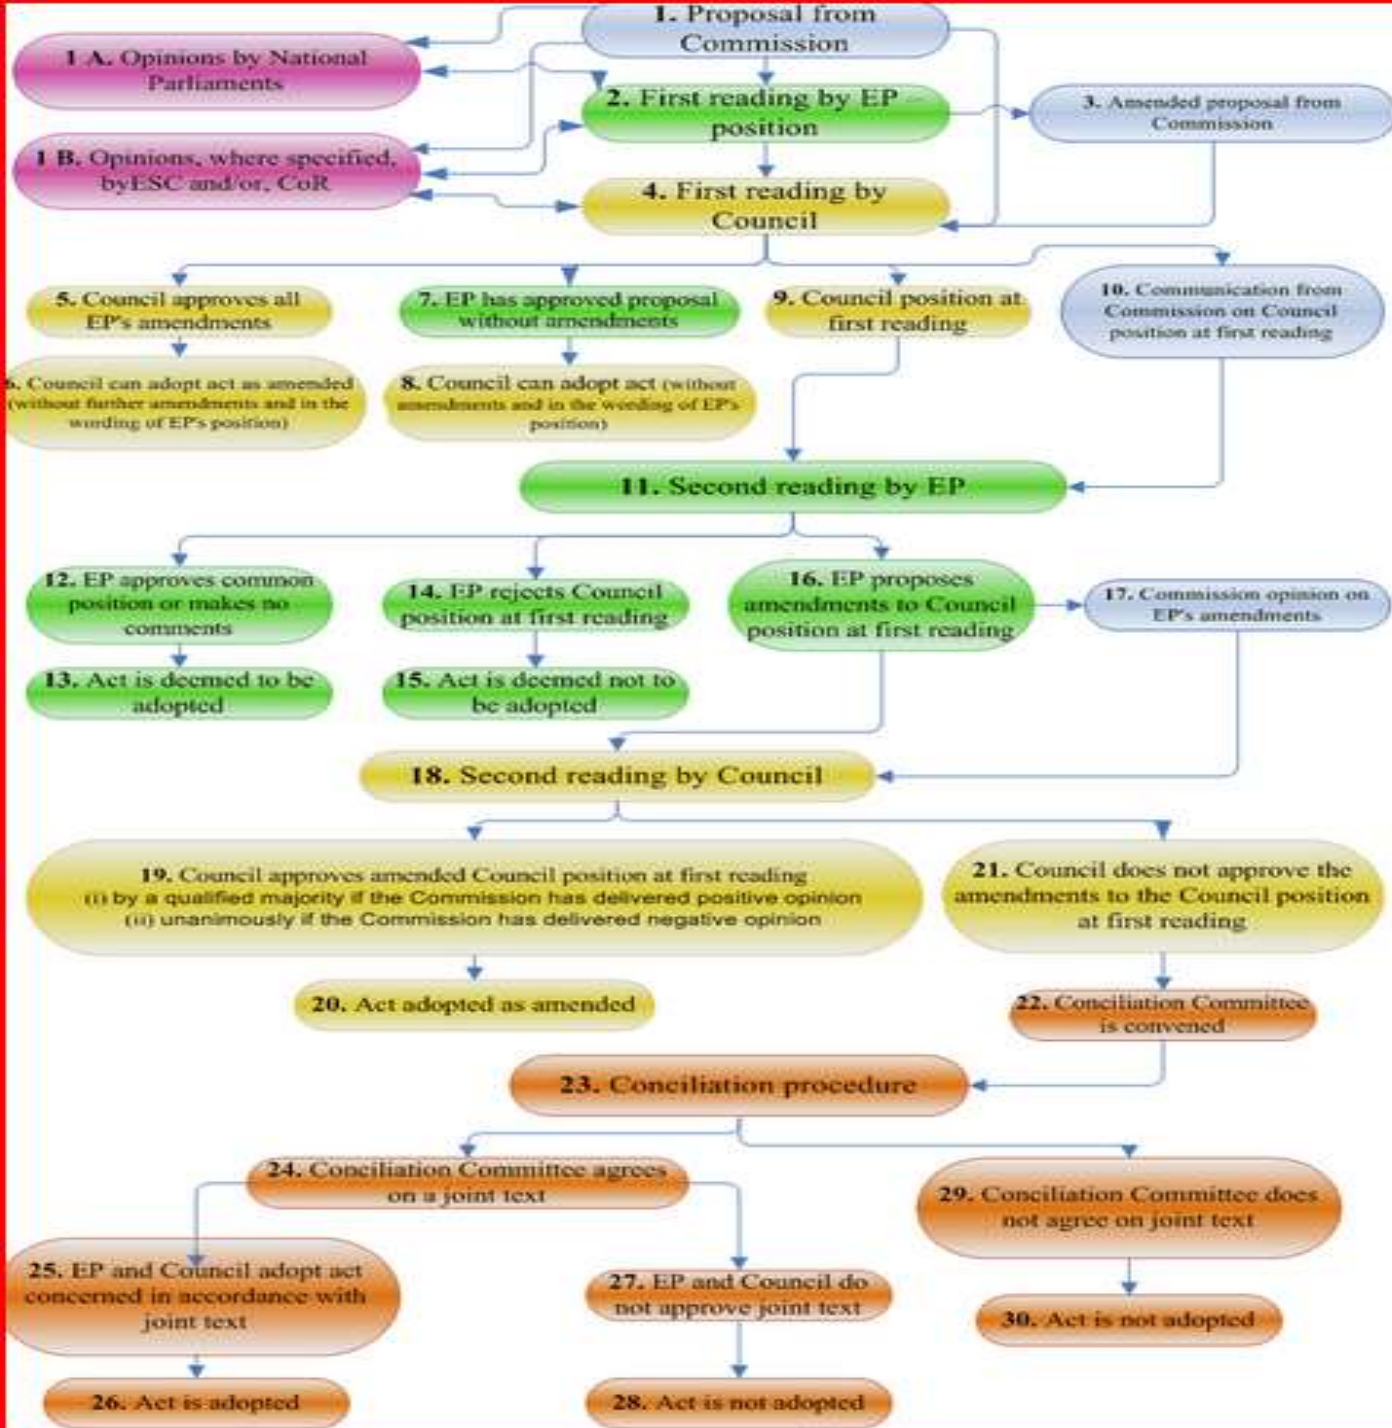 1. Proposal from
Commission
1 A. Opinions by National
Parliaments
2. First reading by EP
position
3. Amended proposal from
Commission
1 B. Opinions, where specified,
byESC and/or, CoR
4. First reading by
Council
5. Council approves all
EP's amendments
7. EP has approved proposal
without amendments
9. Council position at
first reading
10. Communication from
Commission on Council
position at first reading
6. Council can adopt act as amended
(without further amendments and in the
wording of EP's position)
8. Council can adopt act (without
amendments and in the wording of EP's
position)
11. Second reading by EP
12. EP approves common
position or makes no
comments
14. EP rejects Council
position at first reading
16. EP proposes
amendments to Council
position at first reading
17. Commission opinion on
EP's amendments
13. Act is deemed to be
adopted
15. Act is deemed not to
be adopted
18. Second reading by Council
19. Council approves amended Council position at first reading
(i) by a qualified majority if the Commission has delivered positive opinion
(ii) unanimously if the Commission has delivered negative opinion
21. Council does not approve the
amendments to the Council position
at first reading
20. Act adopted as amended
22. Conciliation Committee
is convened
23. Conciliation procedure
24. Conciliation Committee agrees
on a joint text
29. Conciliation Committee does
not agree on joint text
25. EP and Council adopt act
concerned in accordance with
joint text
27. EP and Council do
not approve joint text
30. Act is not adopted
26. Act is adopted
28. Act is not adopted